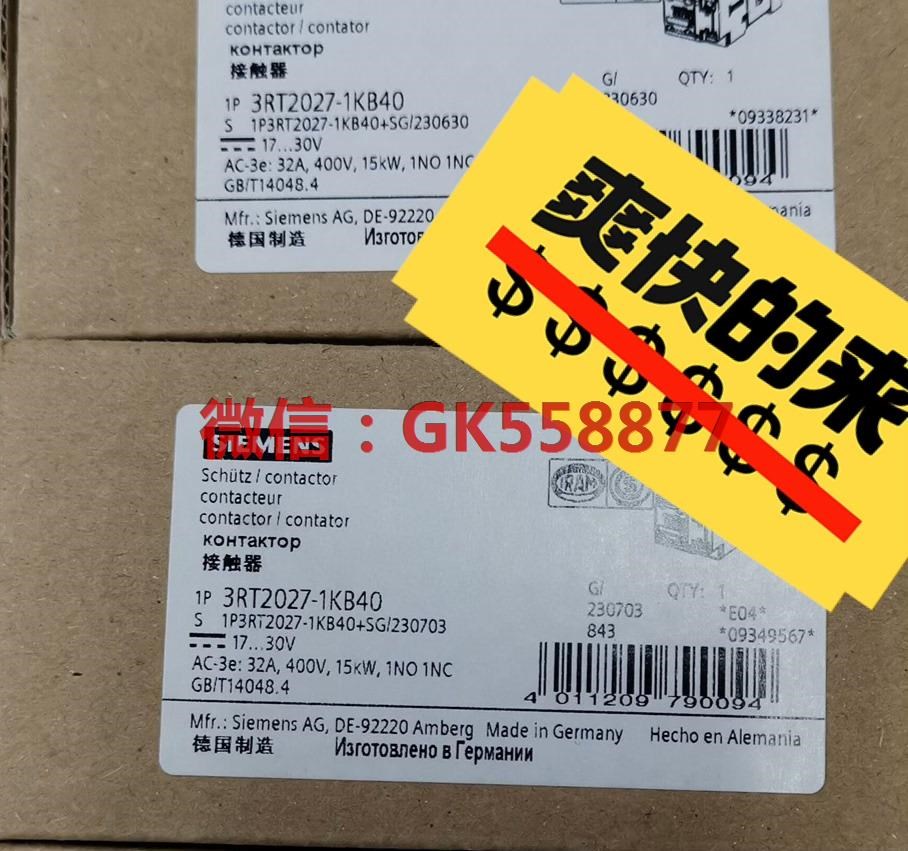 contacteur
contactor / contator
контактор
接触器
1P 3RT2027-1KB40
S 1P3RT2027-1KB40+SG/230630
17...30V
AC-3e: 32A, 400V, 15kW, 1NO 1NC
GB/T14048.4
G/ QTY: 1
230630
*09338231*
Mfr.: Siemens AG, DE-92220
德国制造
爽快的来
$$$$$$
微信：GK558877
SIEMENS
Schütz / contactor
contacteur
contactor / contator
контактор
接触器
IRAM S
1P 3RT2027-1KB40
S 1P3RT2027-1KB40+SG/230703
17...30V
AC-3e: 32A, 400V, 15kW, 1NO 1NC
GB/T14048.4
G/ QTY: 1
230703 *E04*
843 *09349567*
4 011209 790094
Mfr.: Siemens AG, DE-92220 Amberg Made in Germany Hecho en Alemania
德国制造 Изготовлено в Германии